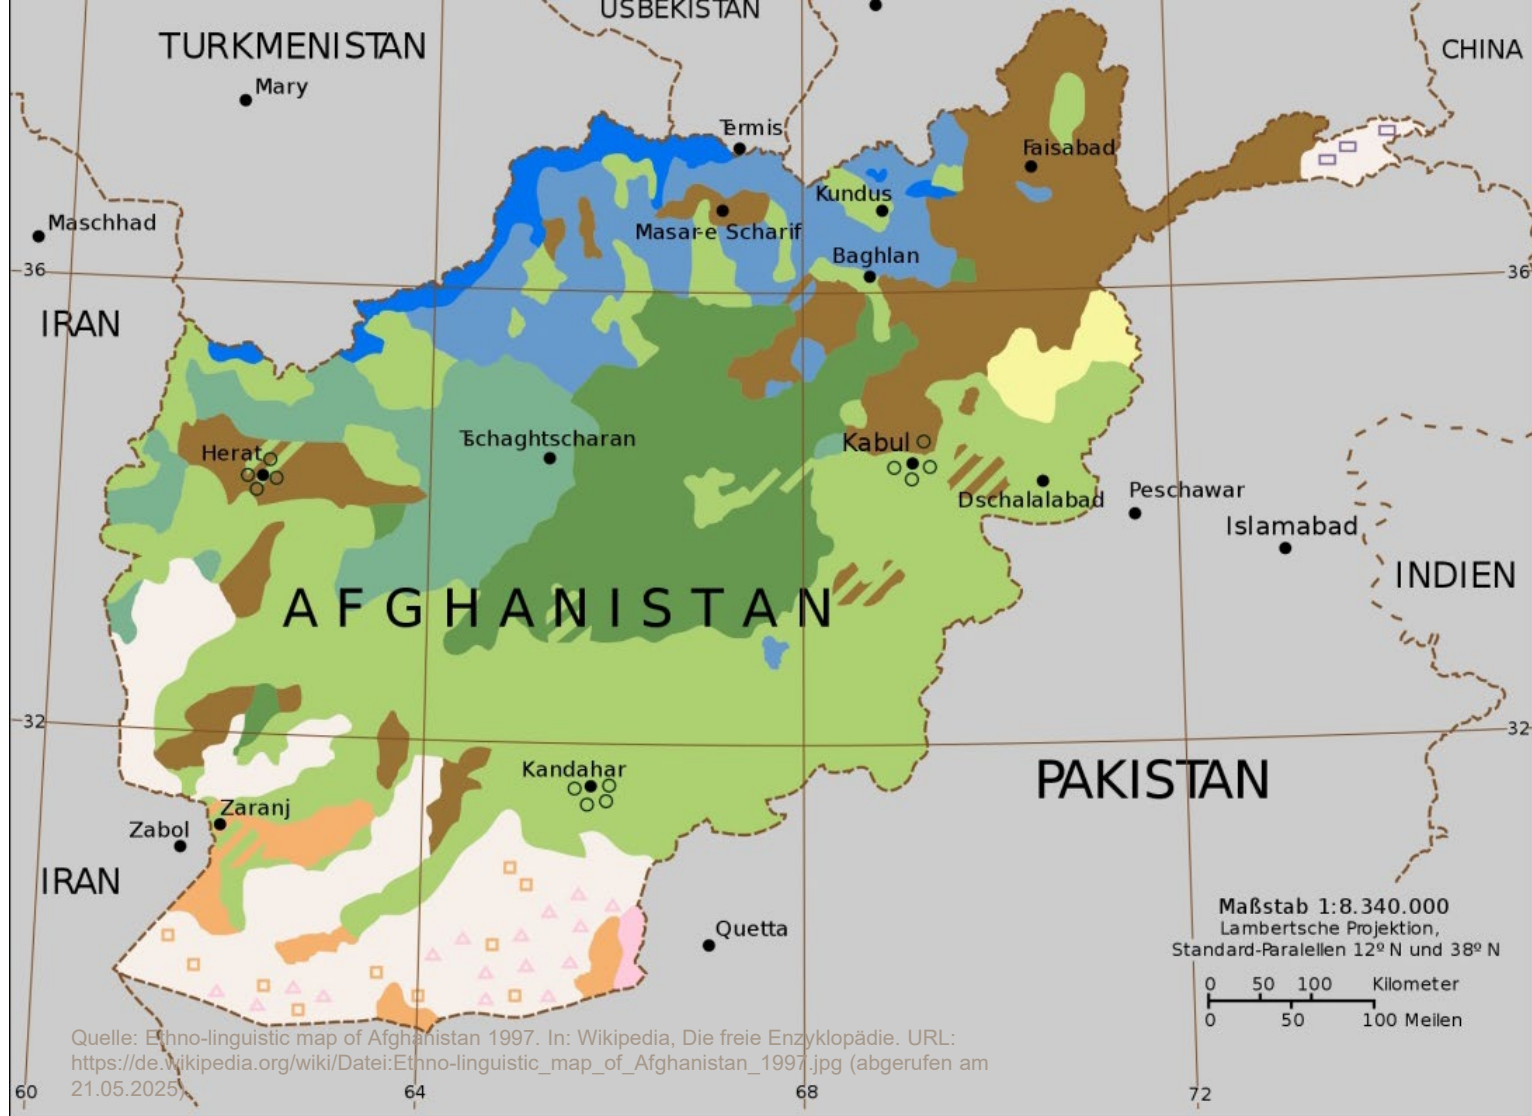 USBEKISTAN
TURKMENISTAN
CHINA
Mary
Termis
Faisabad
Kundus
Maschhad
Masar-e Scharif
Baghlan
36
36
IRAN
Tschaghtscharan
Kabul
Herat
Dschalalabad
Peschawar
Islamabad
INDIEN
AFGHANISTAN
32
32
Kandahar
PAKISTAN
Zaranj
Zabol
IRAN
Quetta
Maßstab 1:8.340.000
Lambertsche Projektion,
Standard-Paralellen 12º N und 38º N
0 50 100 Kilometer
0 50 100 Meilen
Quelle: Ethno-linguistic map of Afghanistan 1997. In: Wikipedia, Die freie Enzyklopädie. URL:
https://de.wikipedia.org/wiki/Datei:Ethno-linguistic_map_of_Afghanistan_1997.jpg (abgerufen am
21.05.2025)
60 64 68 72